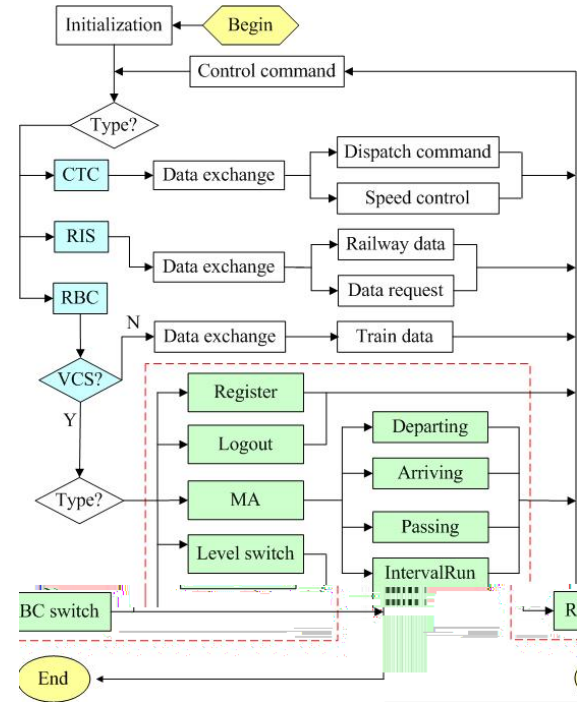 Initialization
Begin
Control command
Type?
CTC
Data exchange
Dispatch command
Speed control
RIS
Data exchange
Railway data
Data request
RBC
N
Data exchange
Train data
VCS?
Y
Register
Logout
Departing
Arriving
Type?
MA
Passing
Level switch
IntervalRun
BC switch
R
End